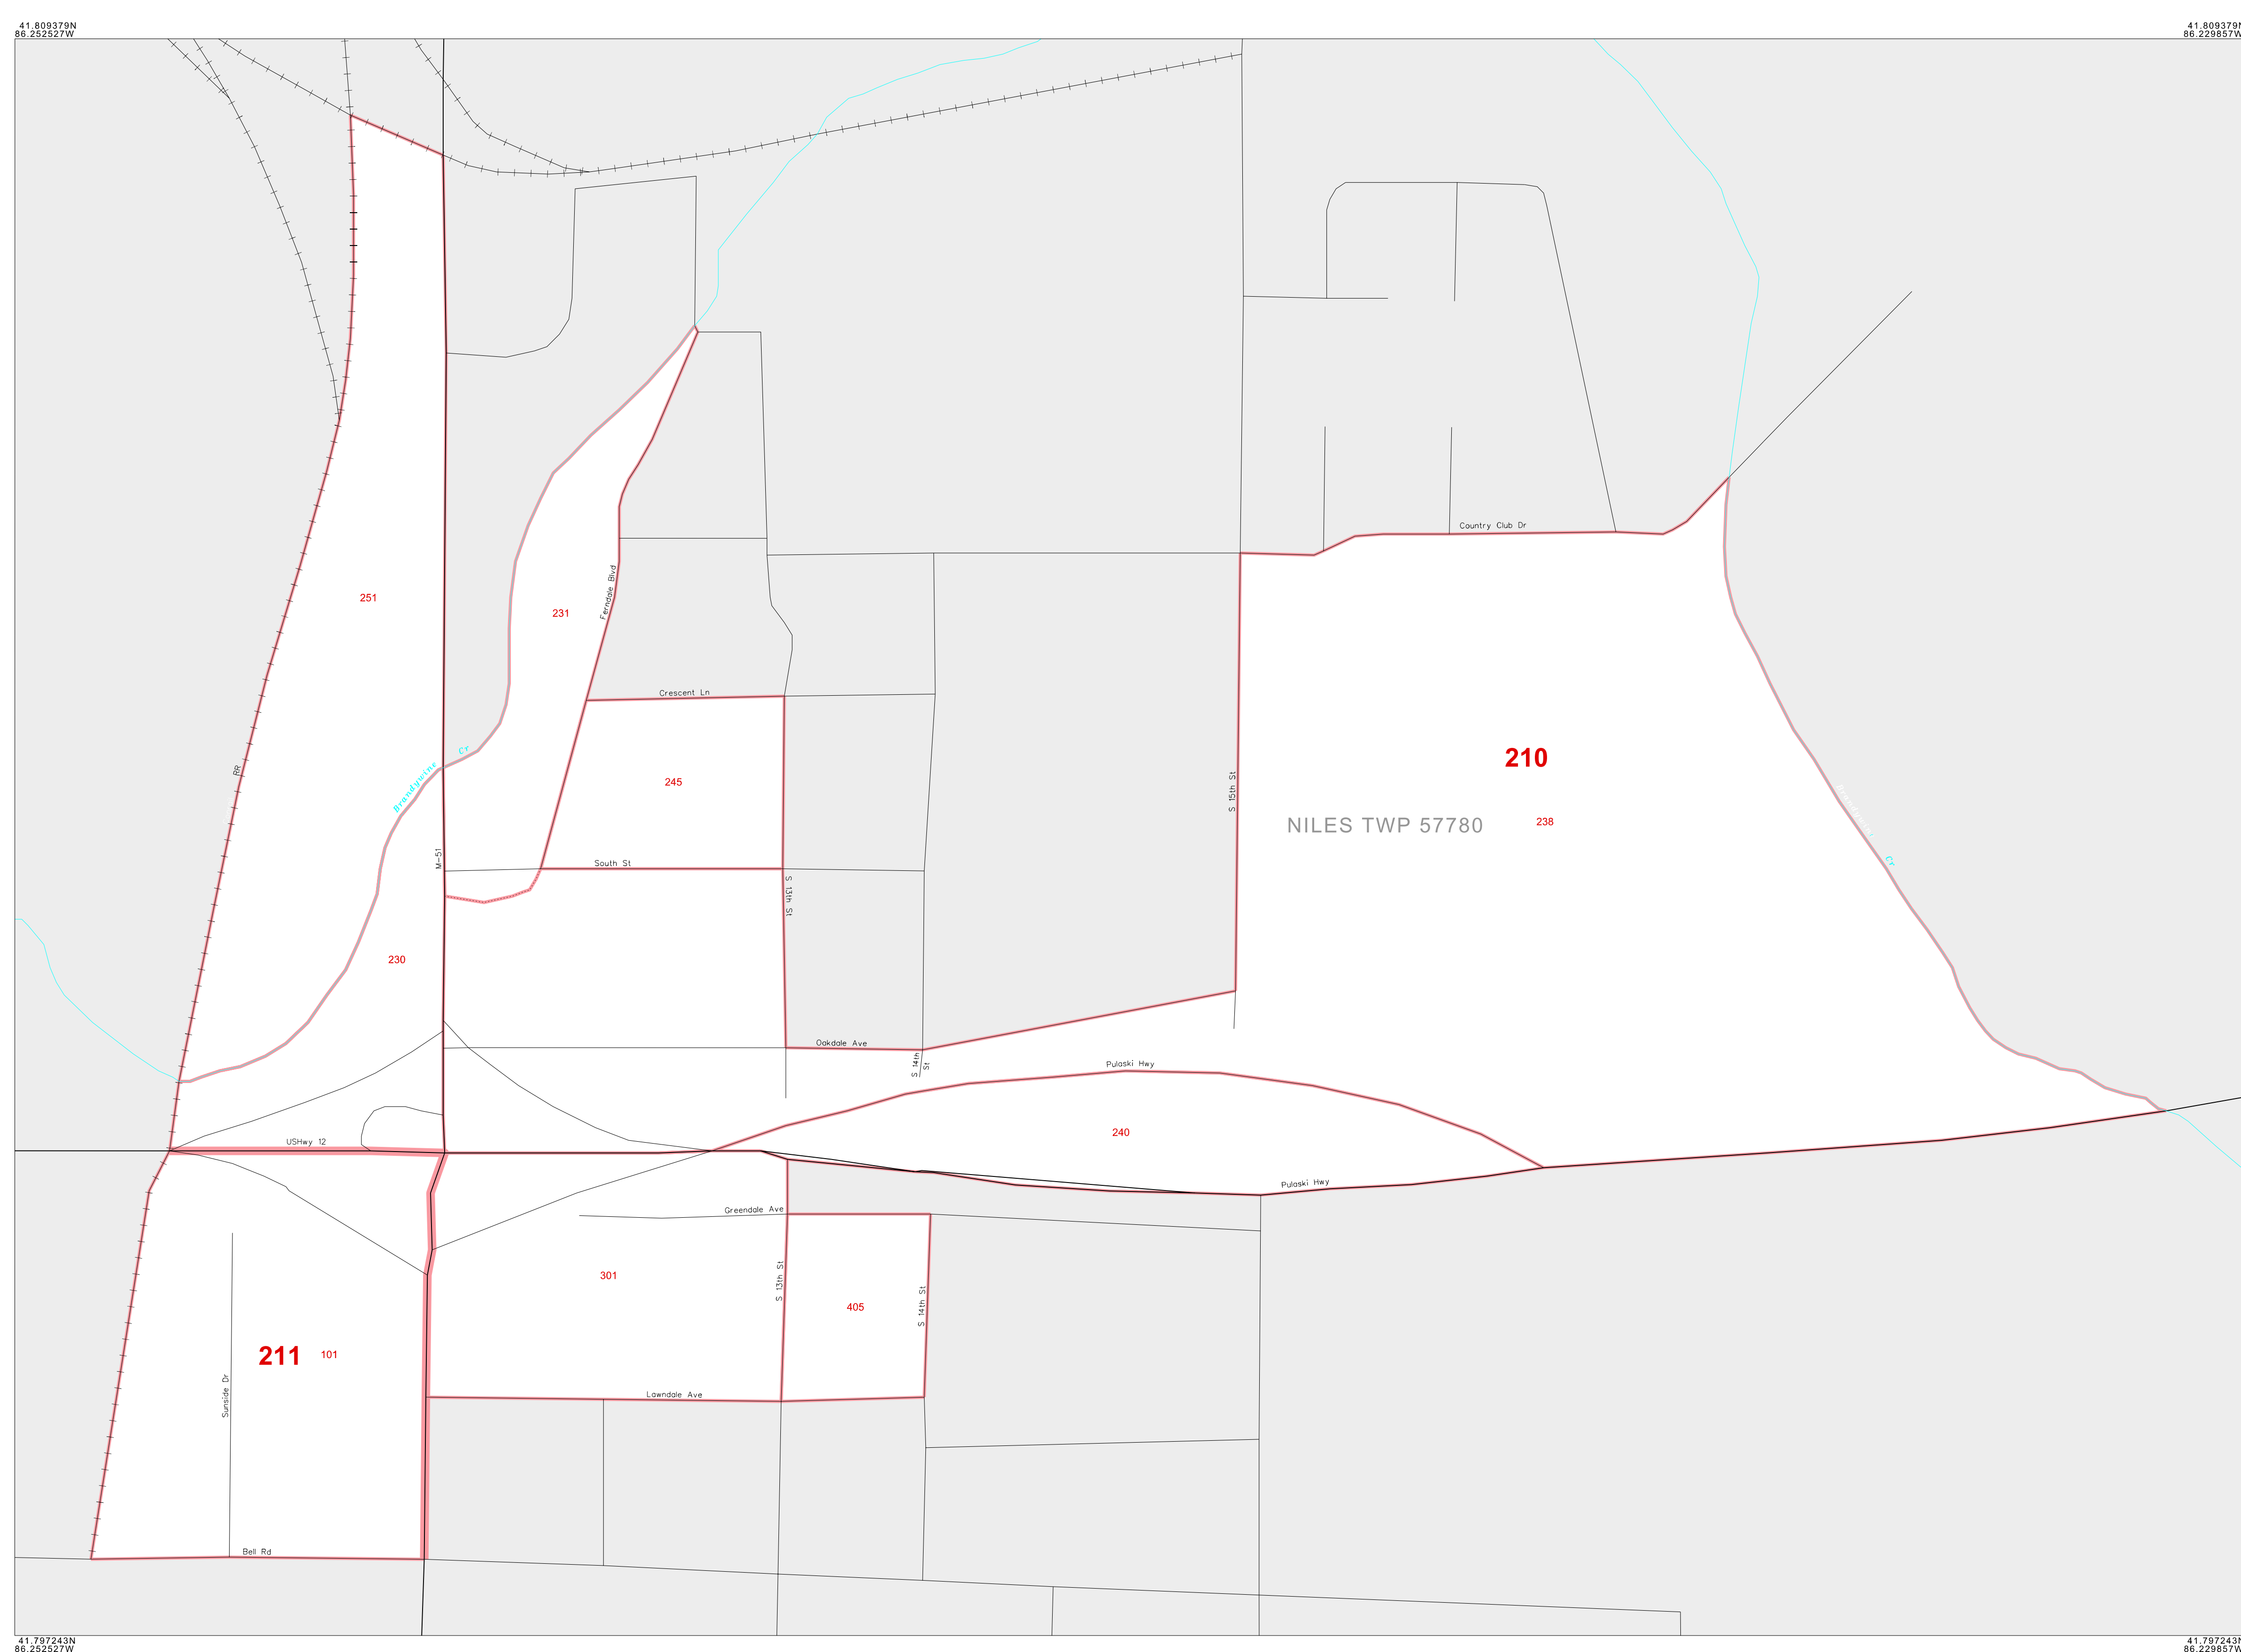 41.809379N
86.252527W
41.809379N
86.229857W
Country Club Dr
251
231
Ferndale Blvd
Crescent Ln
Brandywine Cr
RR
245
S 15th St
210
NILES TWP 57780
238
Brandywine
Cr
M-51
South St
S 13th St
230
Oakdale Ave
S 14th
St
Pulaski Hwy
USHwy 12
240
Pulaski Hwy
Greendale Ave
301
S 13th St
405
S 14th St
211
101
Sunside Dr
Lawndale Ave
Bell Rd
41.797243N
86.252527W
41.797243N
86.229857W